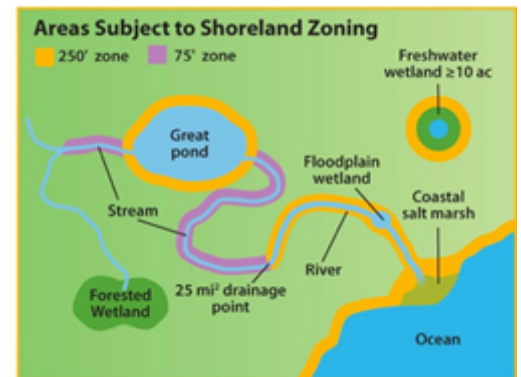 Areas Subject to Shoreland Zoning
250' zone
75' zone
Freshwater
wetland ≥10 ac
Great
pond
Floodplain
wetland
Coastal
salt marsh
Stream
River
25 mi² drainage
point
Forested
Wetland
Ocean